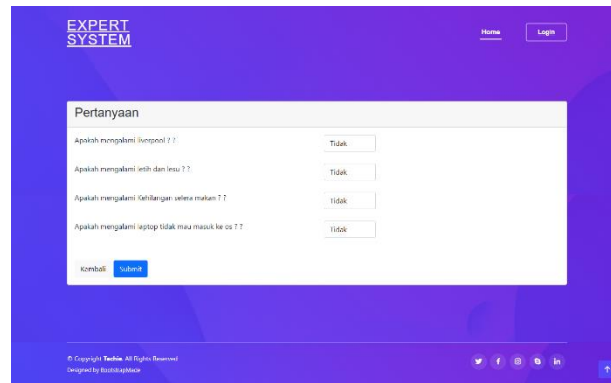 EXPERT
SYSTEM
Home
Login
Pertanyaan
Apakah mengalami liverpool ? ?
Tidak
Apakah mengalami letih dan lesu ? ?
Tidak
Apakah mengalami Kehilangan selera makan ? ?
Tidak
Apakah mengalami laptop tidak mau masuk ke os ? ?
Tidak
Kembali
Submit
© Copyright Techie. All Rights Reserved
Designed by BootstrapMade